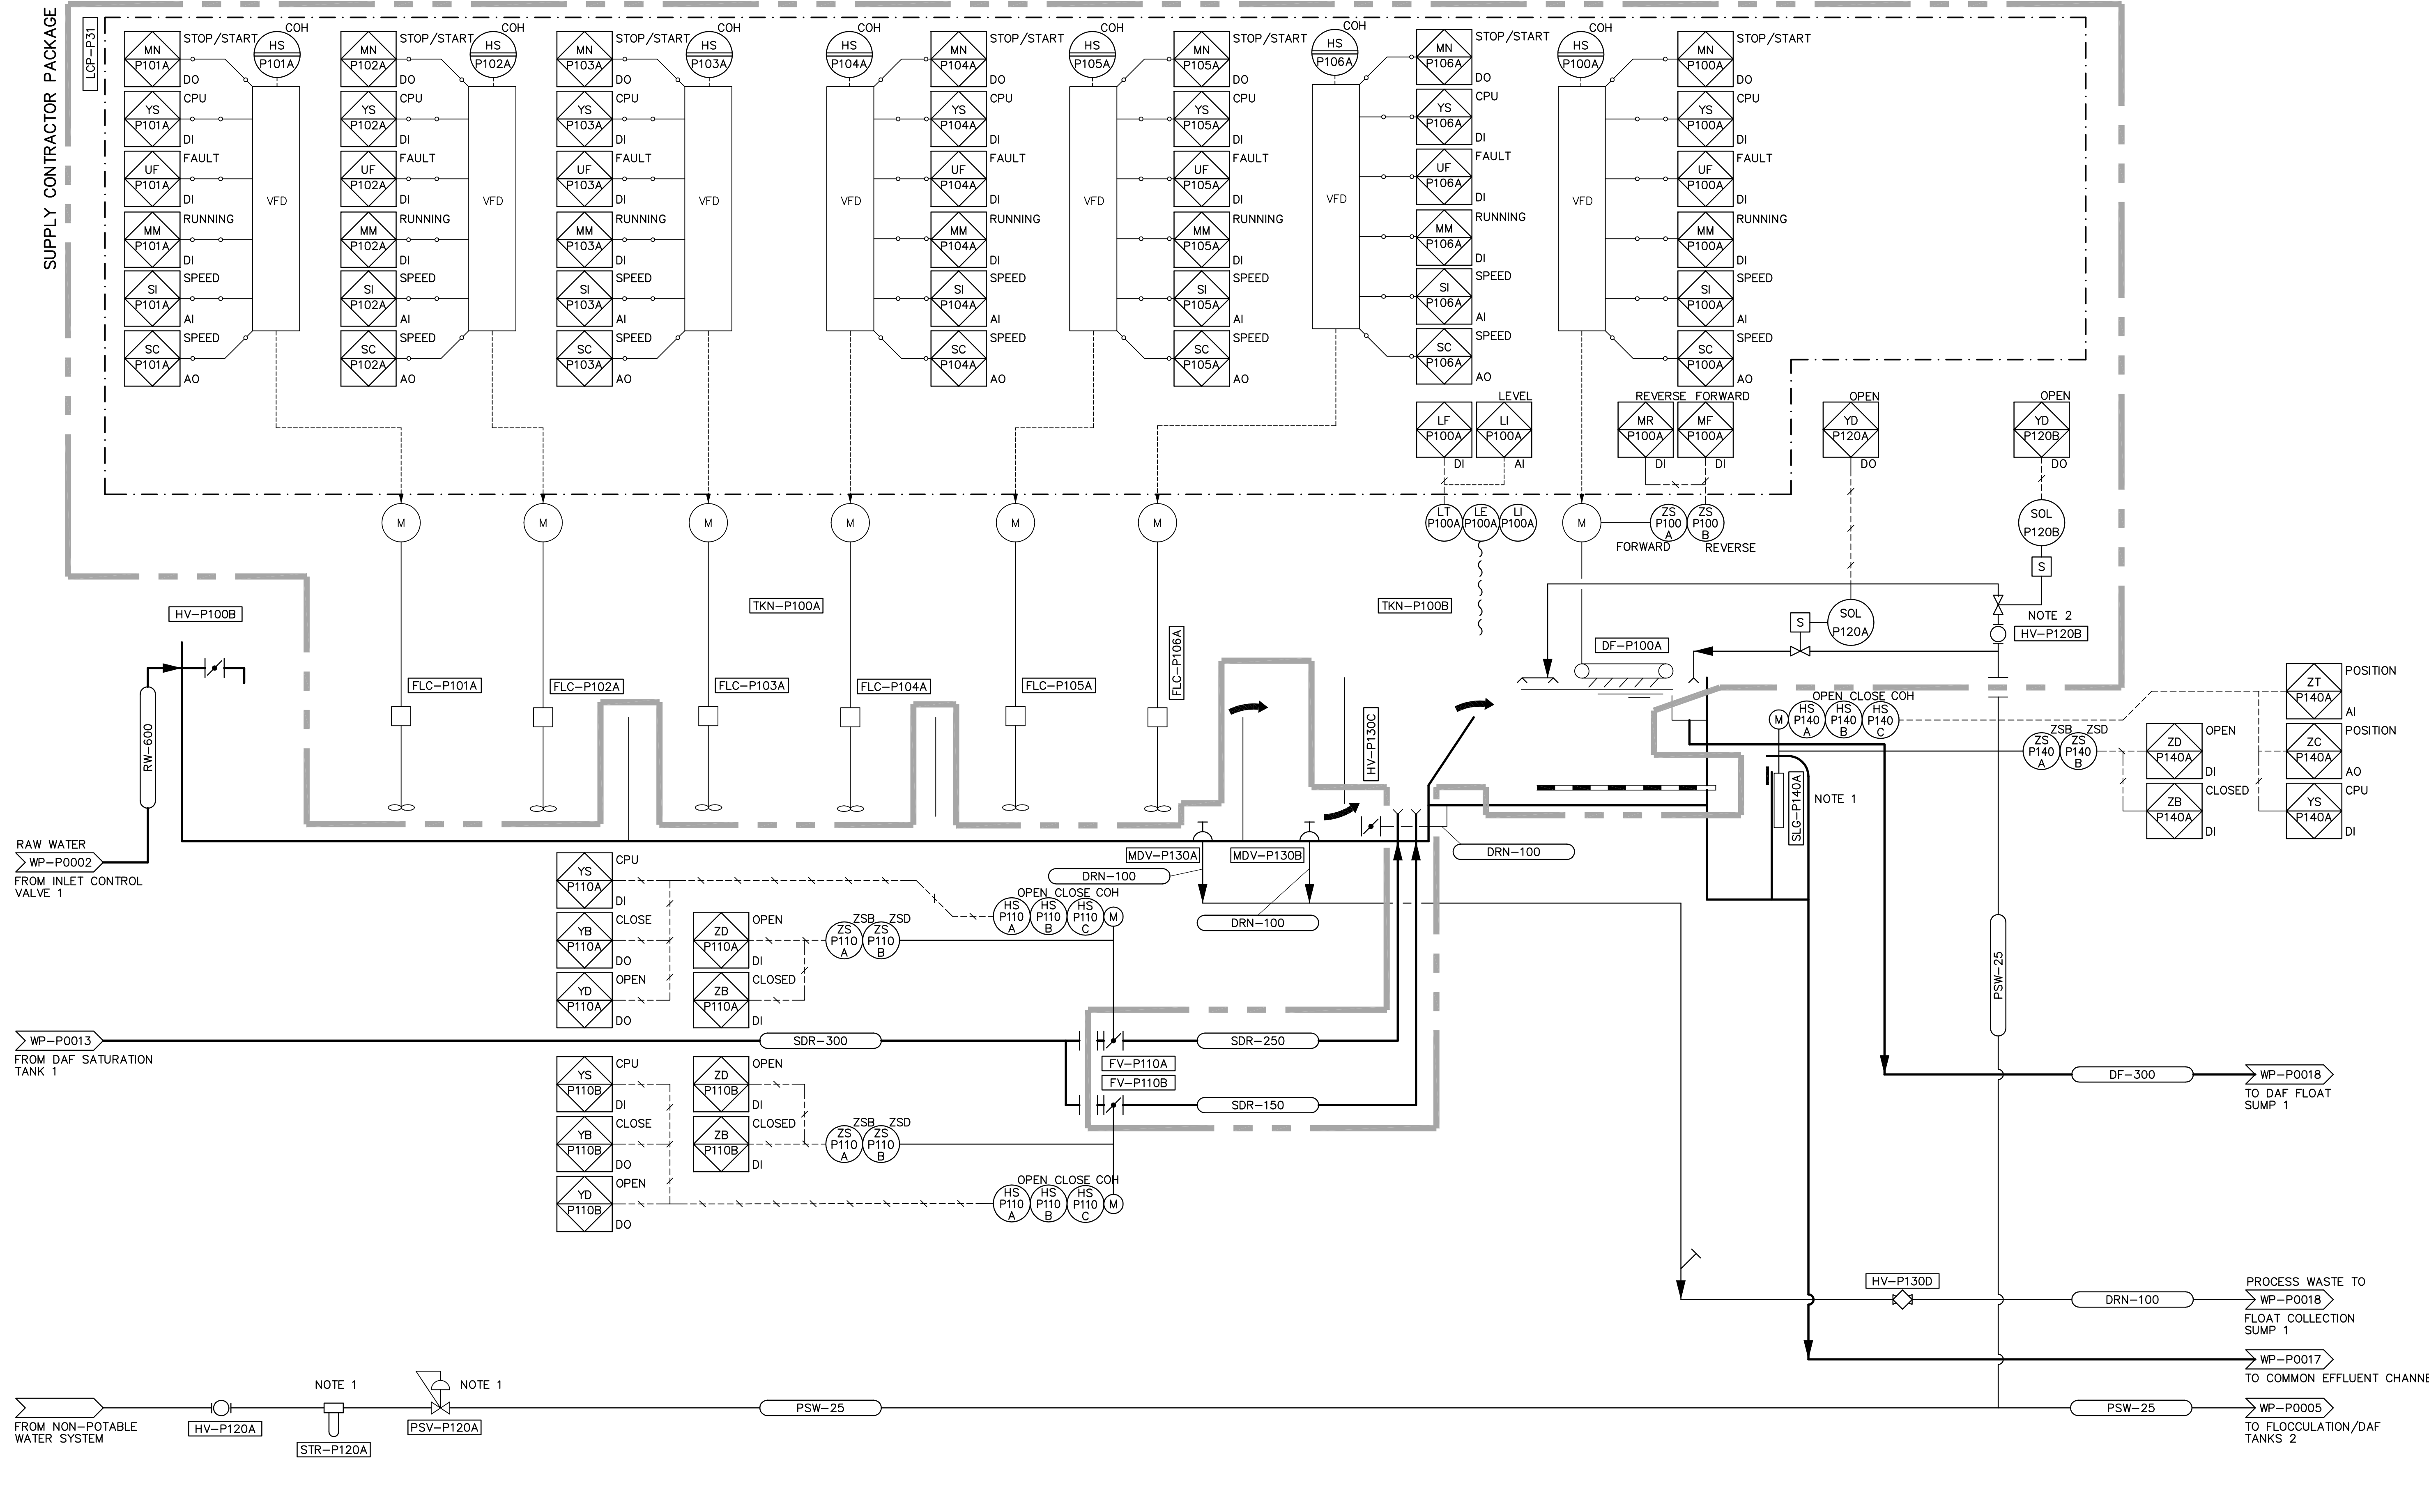 SUPPLY CONTRACTOR PACKAGE
LCP-P31
MN P101A STOP/START DO
YS P101A CPU DI
UF P101A FAULT DI
MM P101A RUNNING DI
SI P101A SPEED AI
SC P101A SPEED AO
COH HS P101A
VFD
MN P102A STOP/START DO
YS P102A CPU DI
UF P102A FAULT DI
MM P102A RUNNING DI
SI P102A SPEED AI
SC P102A SPEED AO
COH HS P102A
VFD
MN P103A STOP/START DO
YS P103A CPU DI
UF P103A FAULT DI
MM P103A RUNNING DI
SI P103A SPEED AI
SC P103A SPEED AO
COH HS P103A
VFD
COH HS P104A
VFD
MN P104A STOP/START DO
YS P104A CPU DI
UF P104A FAULT DI
MM P104A RUNNING DI
SI P104A SPEED AI
SC P104A SPEED AO
COH HS P105A
VFD
MN P105A STOP/START DO
YS P105A CPU DI
UF P105A FAULT DI
MM P105A RUNNING DI
SI P105A SPEED AI
SC P105A SPEED AO
COH HS P106A
VFD
MN P106A STOP/START DO
YS P106A CPU DI
UF P106A FAULT DI
MM P106A RUNNING DI
SI P106A SPEED AI
SC P106A SPEED AO
COH HS P100A
VFD
MN P100A STOP/START DO
YS P100A CPU DI
UF P100A FAULT DI
MM P100A RUNNING DI
SI P100A SPEED AI
SC P100A SPEED AO
LF P100A DI
LEVEL LI P100A AI
REVERSE MR P100A DI
FORWARD MF P100A DI
OPEN YD P120A DO
OPEN YD P120B DO
M
M
M
M
M
M
LT P100A
LE P100A
LI P100A
M
ZS P100 A
ZS P100 B
FORWARD
REVERSE
SOL P120B
S
SOL P120A
S
NOTE 2
HV-P120B
HV-P100B
TKN-P100A
TKN-P100B
DF-P100A
FLC-P101A
FLC-P102A
FLC-P103A
FLC-P104A
FLC-P105A
FLC-P106A
HV-P130C
RW-600
OPEN CLOSE COH
M
HS P140 A
HS P140 B
HS P140 C
ZSB ZSD
ZS P140 A
ZS P140 B
ZD P140A OPEN DI
ZB P140A CLOSED DI
ZT P140A POSITION AI
ZC P140A POSITION AO
YS P140A CPU DI
SLG-P140A
NOTE 1
RAW WATER
WP-P0002
FROM INLET CONTROL
VALVE 1
MDV-P130A
MDV-P130B
DRN-100
DRN-100
DRN-100
YS P110A CPU DI
YB P110A CLOSE DO
YD P110A OPEN DO
ZD P110A OPEN DI
ZB P110A CLOSED DI
ZSB ZSD
ZS P110 A
ZS P110 B
OPEN CLOSE COH
HS P110 A
HS P110 B
HS P110 C
M
PSW-25
WP-P0013
FROM DAF SATURATION
TANK 1
SDR-300
SDR-250
FV-P110A
FV-P110B
SDR-150
YS P110B CPU DI
YB P110B CLOSE DO
YD P110B OPEN DO
ZD P110B OPEN DI
ZB P110B CLOSED DI
ZSB ZSD
ZS P110 A
ZS P110 B
OPEN CLOSE COH
HS P110 A
HS P110 B
HS P110 C
M
DF-300
WP-P0018
TO DAF FLOAT
SUMP 1
HV-P130D
DRN-100
PROCESS WASTE TO
WP-P0018
FLOAT COLLECTION
SUMP 1
WP-P0017
TO COMMON EFFLUENT CHANNE
FROM NON-POTABLE
WATER SYSTEM
HV-P120A
NOTE 1
STR-P120A
NOTE 1
PSV-P120A
PSW-25
PSW-25
WP-P0005
TO FLOCCULATION/DAF
TANKS 2